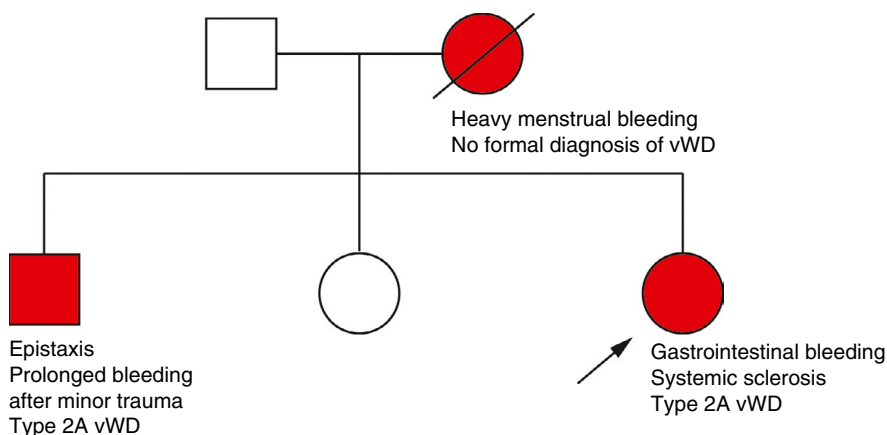 Heavy menstrual bleeding
No formal diagnosis of vWD
Epistaxis
Prolonged bleeding
after minor trauma
Type 2A vWD
Gastrointestinal bleeding
Systemic sclerosis
Type 2A vWD